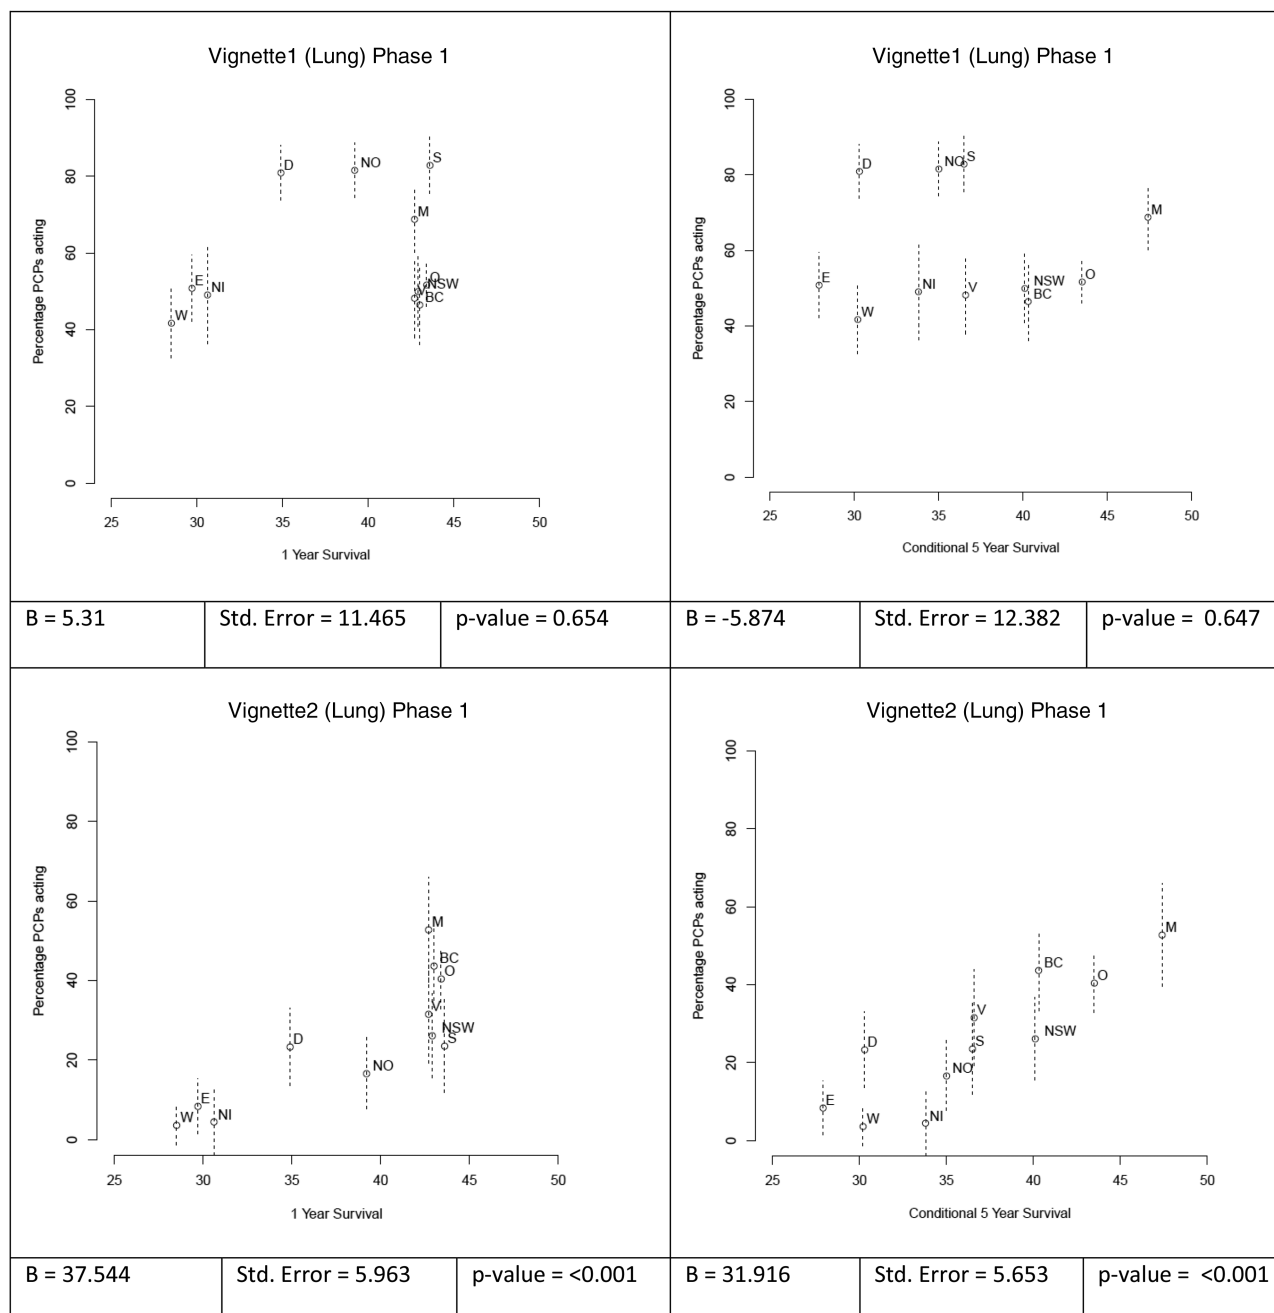 Vignette1 (Lung) Phase 1
Percentage PCPs acting
100
80
60
40
20
0
D
NO
S
M
O
NSW
V
BC
E
NI
W
25 30 35 40 45 50
1 Year Survival
B = 5.31 Std. Error = 11.465 p-value = 0.654
Vignette1 (Lung) Phase 1
Percentage PCPs acting
100
80
60
40
20
0
D
NO
S
M
E
NI
V
NSW
BC
O
W
25 30 35 40 45 50
Conditional 5 Year Survival
B = -5.874 Std. Error = 12.382 p-value = 0.647
Vignette2 (Lung) Phase 1
Percentage PCPs acting
100
80
60
40
20
0
M
BC
O
V
NSW
S
D
NO
E
W
NI
25 30 35 40 45 50
1 Year Survival
B = 37.544 Std. Error = 5.963 p-value = <0.001
Vignette2 (Lung) Phase 1
Percentage PCPs acting
100
80
60
40
20
0
M
BC
O
V
NSW
S
D
NO
E
W
NI
25 30 35 40 45 50
Conditional 5 Year Survival
B = 31.916 Std. Error = 5.653 p-value = <0.001